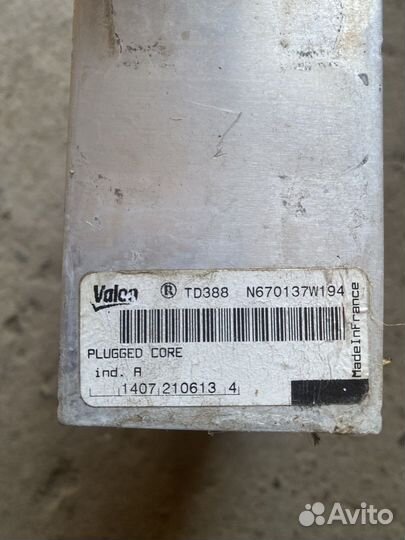 Valeo ® TD388 N670137W194
PLUGGED CORE
ind. A
1407 210613 4
MadeInFrance
Avito